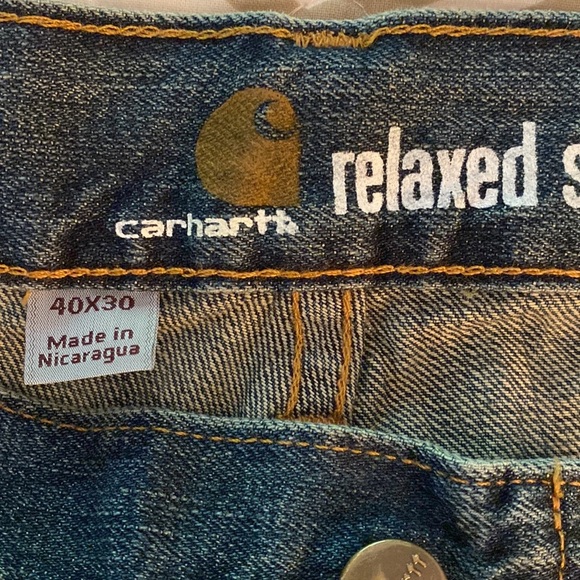 carhartt
relaxed s
40X30
Made in
Nicaragua